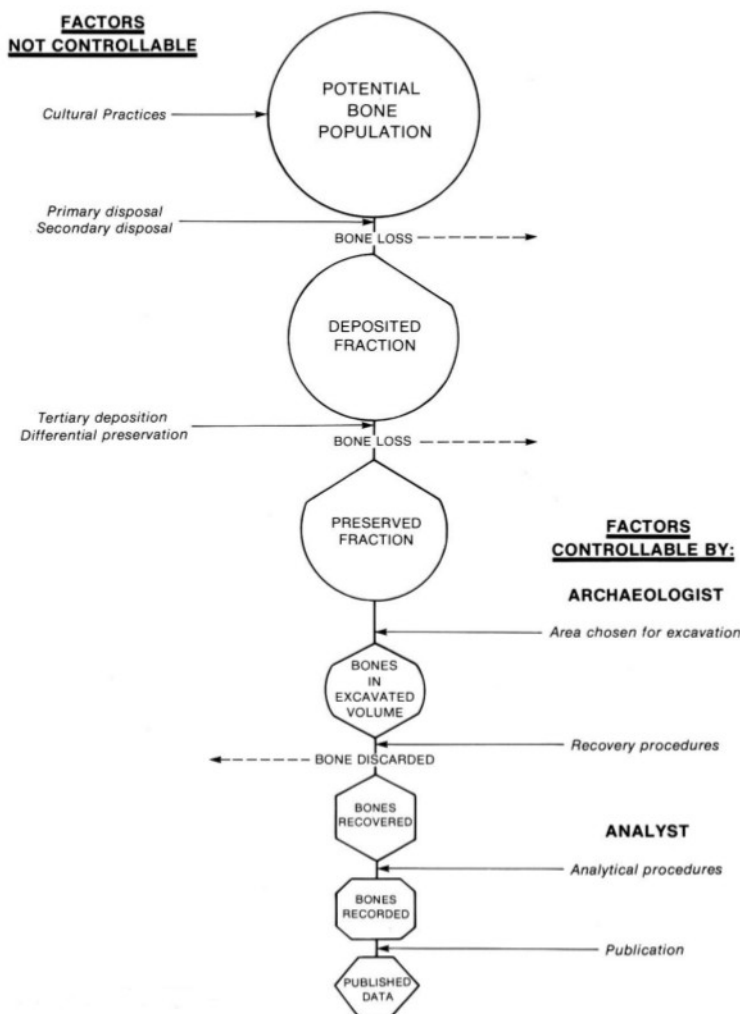 FACTORS
NOT CONTROLLABLE
POTENTIAL
BONE
POPULATION
Cultural Practices
Primary disposal
Secondary disposal
BONE LOSS
DEPOSITED
FRACTION
Tertiary deposition
Differential preservation
BONE LOSS
PRESERVED
FRACTION
FACTORS
CONTROLLABLE BY:
ARCHAEOLOGIST
Area chosen for excavation
BONES
IN
EXCAVATED
VOLUME
Recovery procedures
BONE DISCARDED
BONES
RECOVERED
ANALYST
Analytical procedures
BONES
RECORDED
Publication
PUBLISHED
DATA